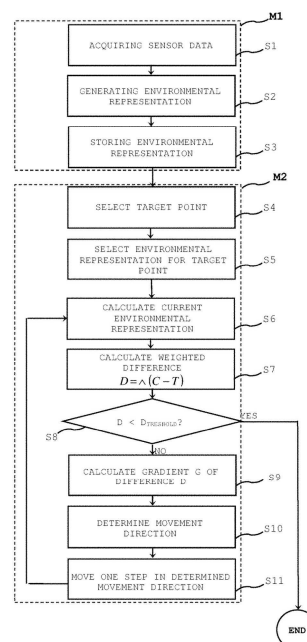 M1
ACQUIRING SENSOR DATA
S1
GENERATING ENVIRONMENTAL
REPRESENTATION
S2
STORING ENVIRONMENTAL
REPRESENTATION
S3
M2
SELECT TARGET POINT
S4
SELECT ENVIRONMENTAL
REPRESENTATION FOR TARGET
POINT
S5
CALCULATE CURRENT
ENVIRONMENTAL
REPRESENTATION
S6
CALCULATE WEIGHTED
DIFFERENCE
D=∧(C−T)
S7
D < DTHRESHOLD?
YES
S8
NO
CALCULATE GRADIENT G OF
DIFFERENCE D
S9
DETERMINE MOVEMENT
DIRECTION
S10
MOVE ONE STEP IN DETERMINED
MOVEMENT DIRECTION
S11
END